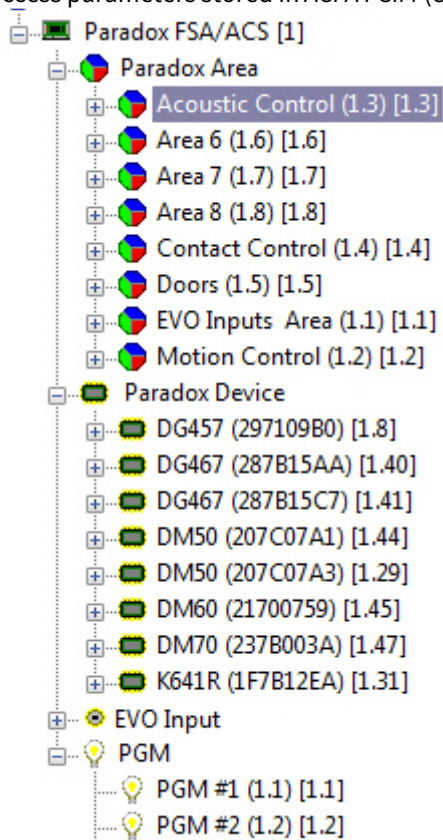 Paradox FSA/ACS [1]
Paradox Area
Acoustic Control (1.3) [1.3]
Area 6 (1.6) [1.6]
Area 7 (1.7) [1.7]
Area 8 (1.8) [1.8]
Contact Control (1.4) [1.4]
Doors (1.5) [1.5]
EVO Inputs Area (1.1) [1.1]
Motion Control (1.2) [1.2]
Paradox Device
DG457 (297109B0) [1.8]
DG467 (287B15AA) [1.40]
DG467 (287B15C7) [1.41]
DM50 (207C07A1) [1.44]
DM50 (207C07A3) [1.29]
DM60 (21700759) [1.45]
DM70 (237B003A) [1.47]
K641R (1F7B12EA) [1.31]
EVO Input
PGM
PGM #1 (1.1) [1.1]
PGM #2 (1.2) [1.2]